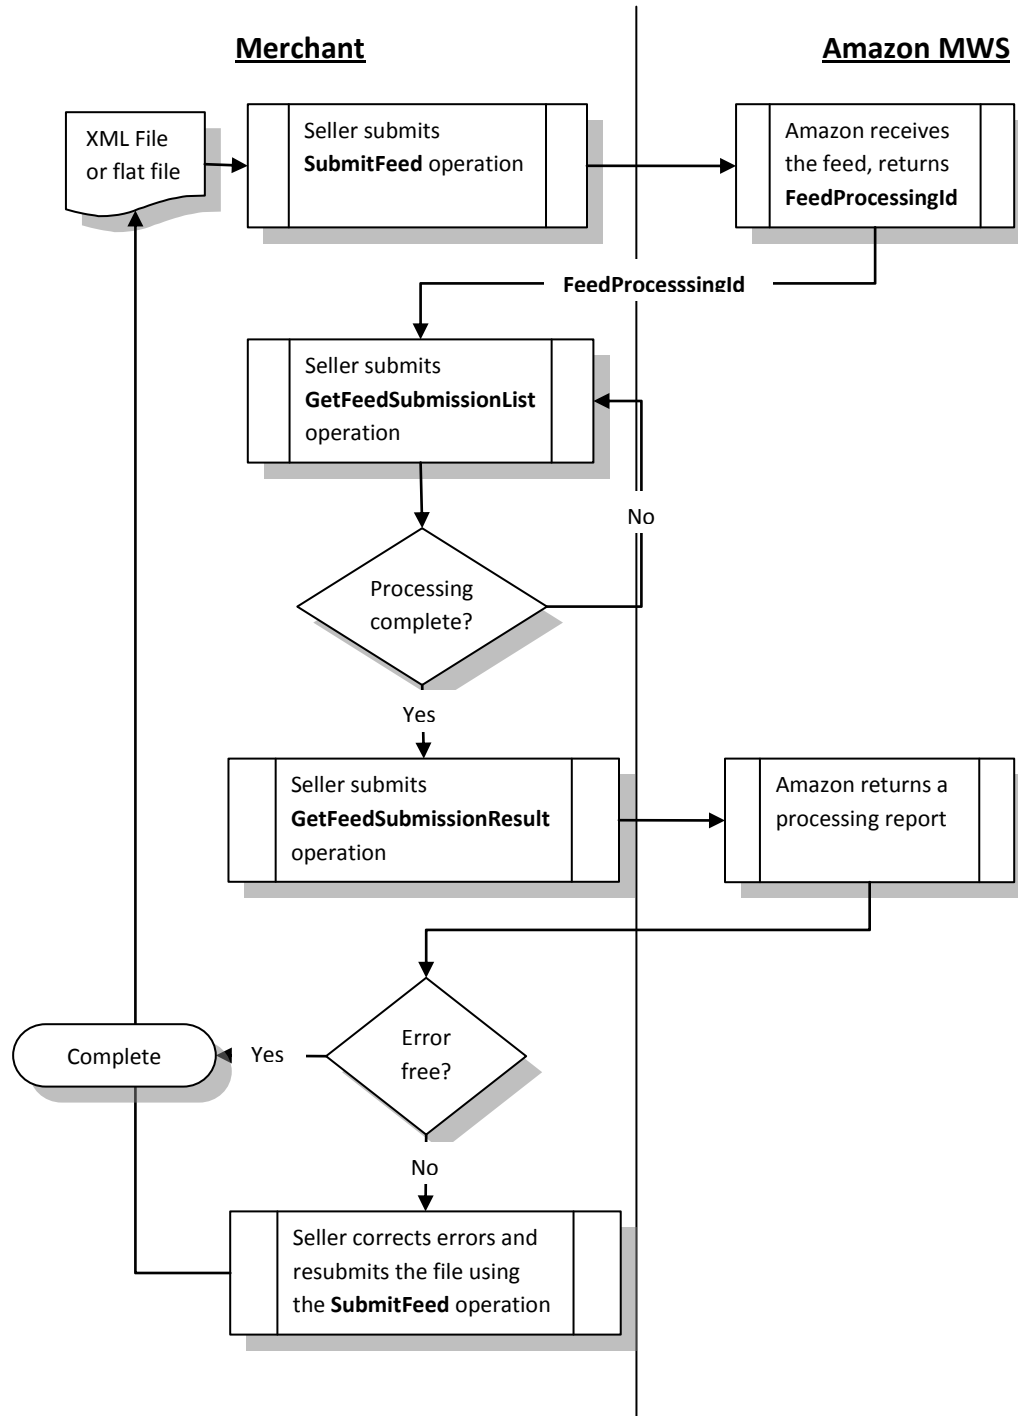 Merchant
Amazon MWS
XML File
or flat file
Seller submits
SubmitFeed operation
Amazon receives
the feed, returns
FeedProcessingId
FeedProcesssingId
Seller submits
GetFeedSubmissionList
operation
No
Processing
complete?
Yes
Seller submits
GetFeedSubmissionResult
operation
Amazon returns a
processing report
Error
free?
Yes
Complete
No
Seller corrects errors and
resubmits the file using
the SubmitFeed operation